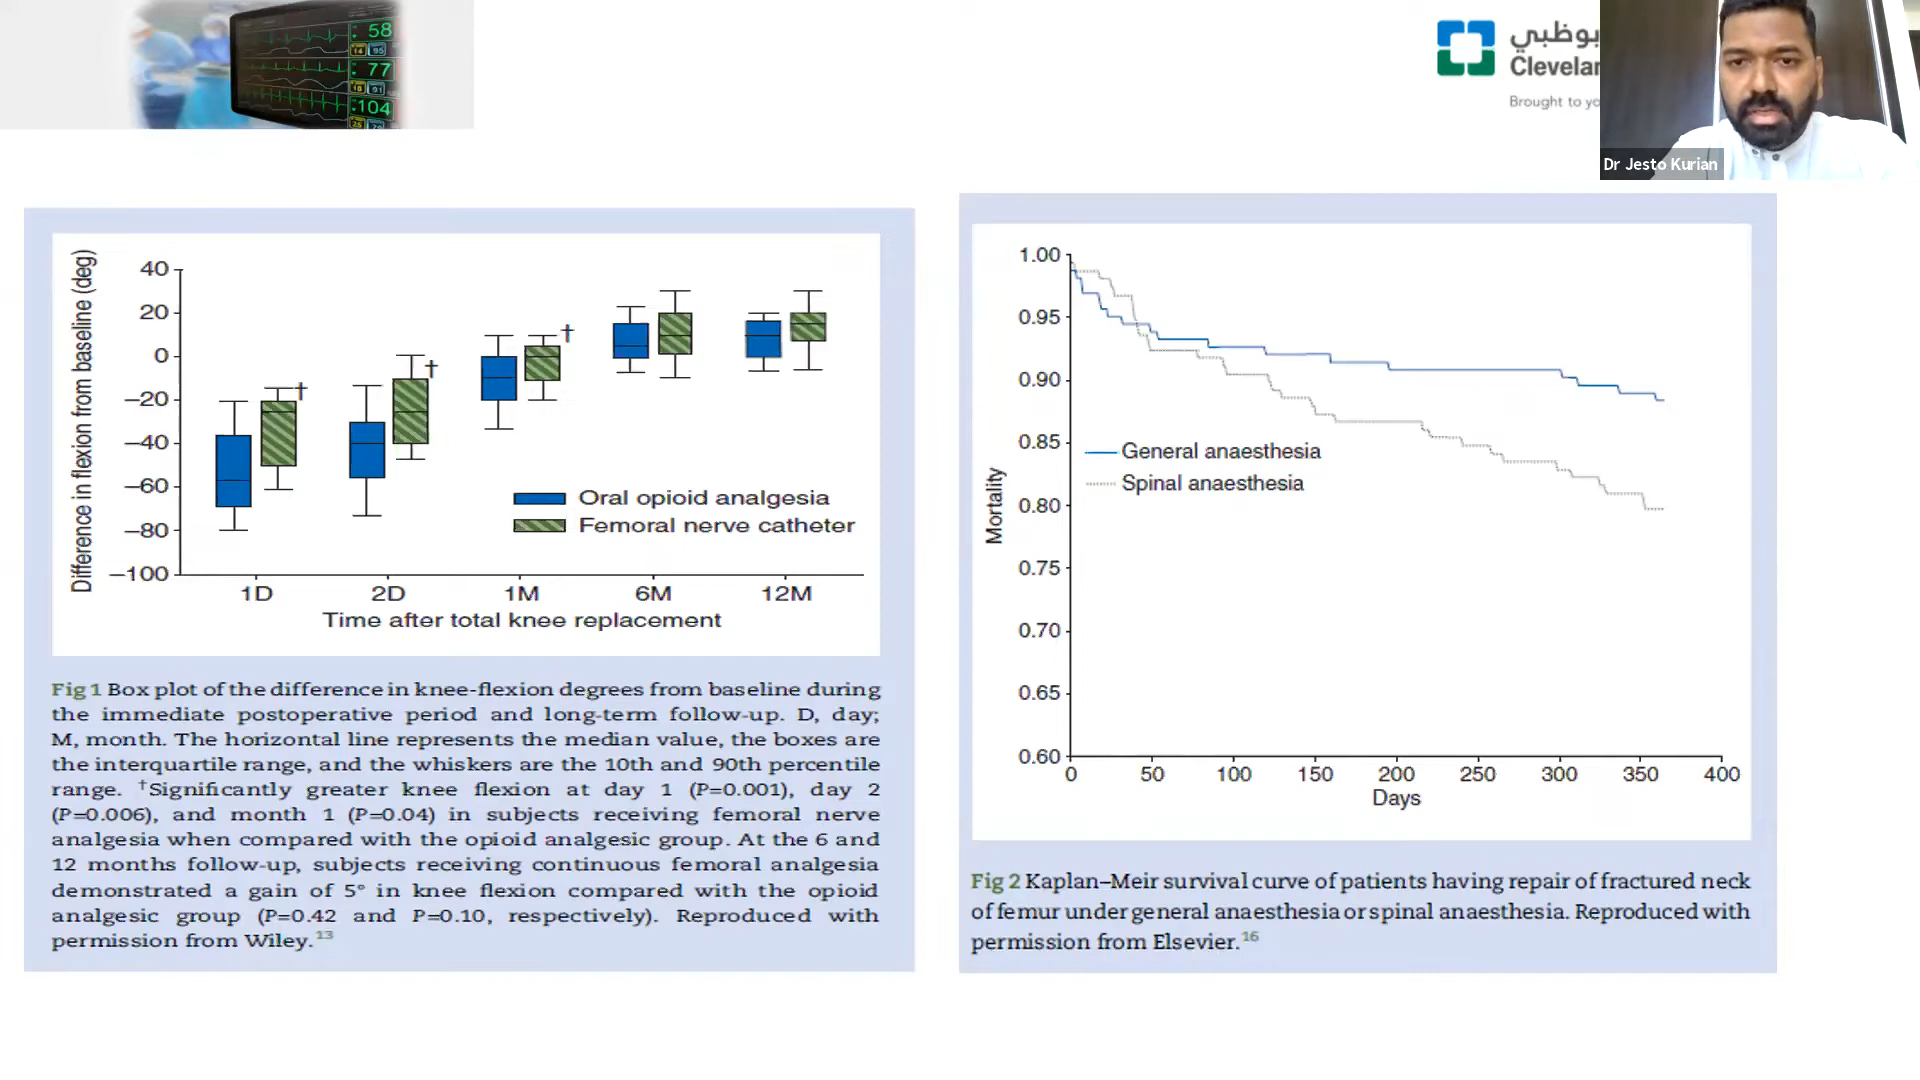 58
14 95
77
18 91
104
بوظبي
Clevelan
Brought to yo
Dr Jesto Kurian
Difference in flexion from baseline (deg)
40
20
0
–20
–40
–60
–80
–100
†
†
†
Oral opioid analgesia
Femoral nerve catheter
1D 2D 1M 6M 12M
Time after total knee replacement
Fig 1 Box plot of the difference in knee-flexion degrees from baseline during
the immediate postoperative period and long-term follow-up. D, day;
M, month. The horizontal line represents the median value, the boxes are
the interquartile range, and the whiskers are the 10th and 90th percentile
range. †Significantly greater knee flexion at day 1 (P=0.001), day 2
(P=0.006), and month 1 (P=0.04) in subjects receiving femoral nerve
analgesia when compared with the opioid analgesic group. At the 6 and
12 months follow-up, subjects receiving continuous femoral analgesia
demonstrated a gain of 5° in knee flexion compared with the opioid
analgesic group (P=0.42 and P=0.10, respectively). Reproduced with
permission from Wiley.13
Mortality
1.00
0.95
0.90
0.85
0.80
0.75
0.70
0.65
0.60
General anaesthesia
Spinal anaesthesia
0 50 100 150 200 250 300 350 400
Days
Fig 2 Kaplan–Meir survival curve of patients having repair of fractured neck
of femur under general anaesthesia or spinal anaesthesia. Reproduced with
permission from Elsevier.16